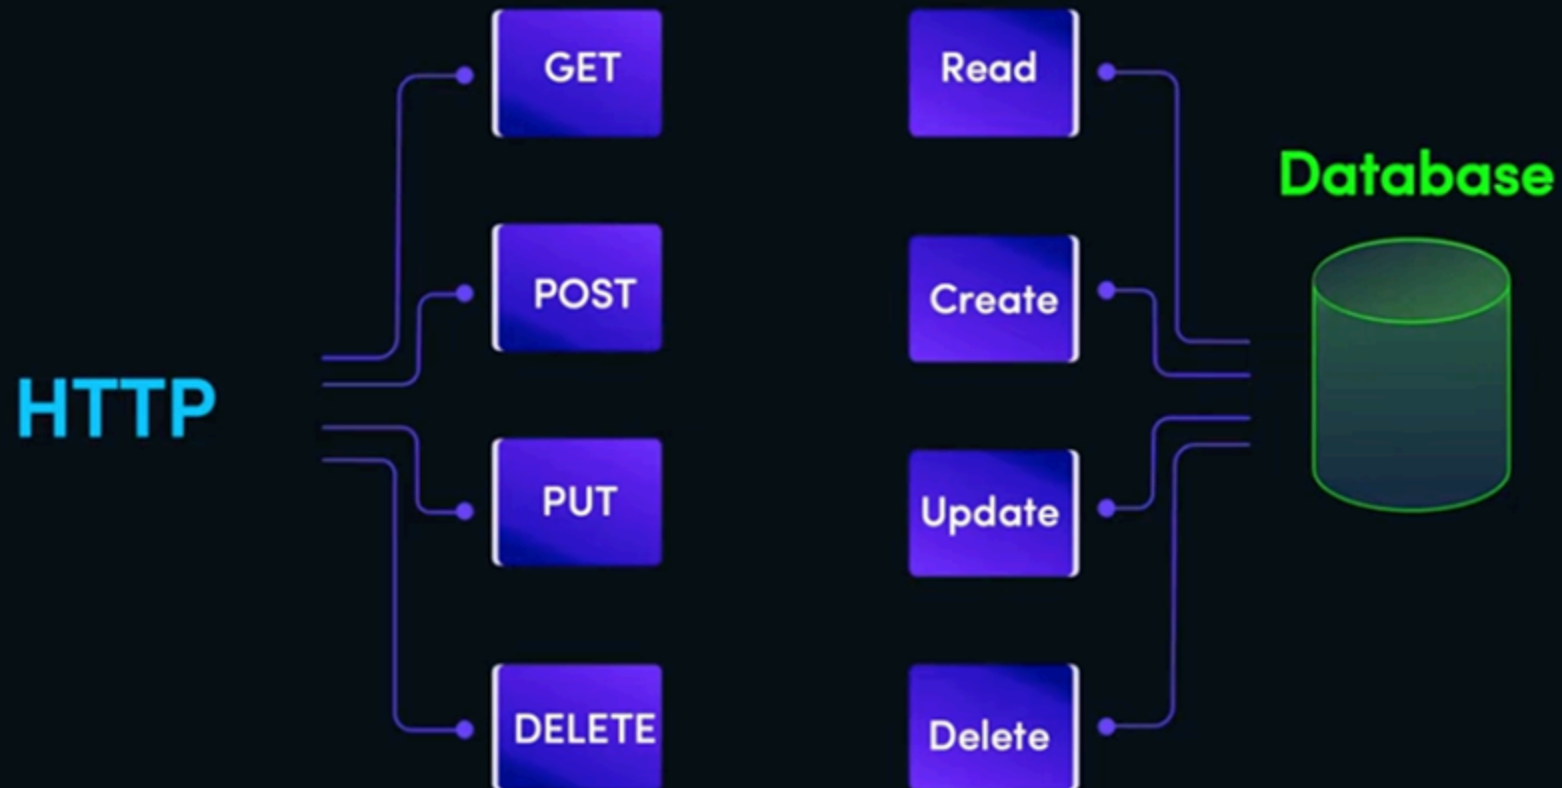 GET
Read
Database
POST
Create
HTTP
PUT
Update
DELETE
Delete